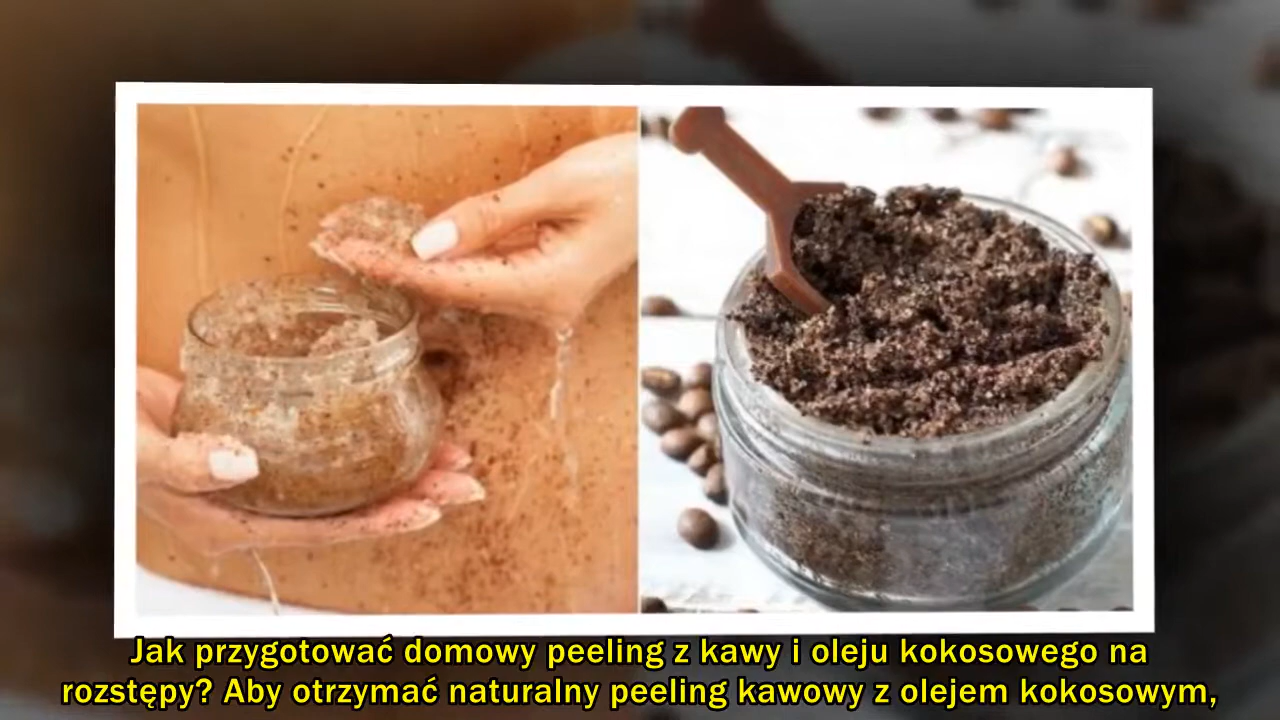 Jak przygotować domowy peeling z kawy i oleju kokosowego na
rozstępy? Aby otrzymać naturalny peeling kawowy z olejem kokosowym,